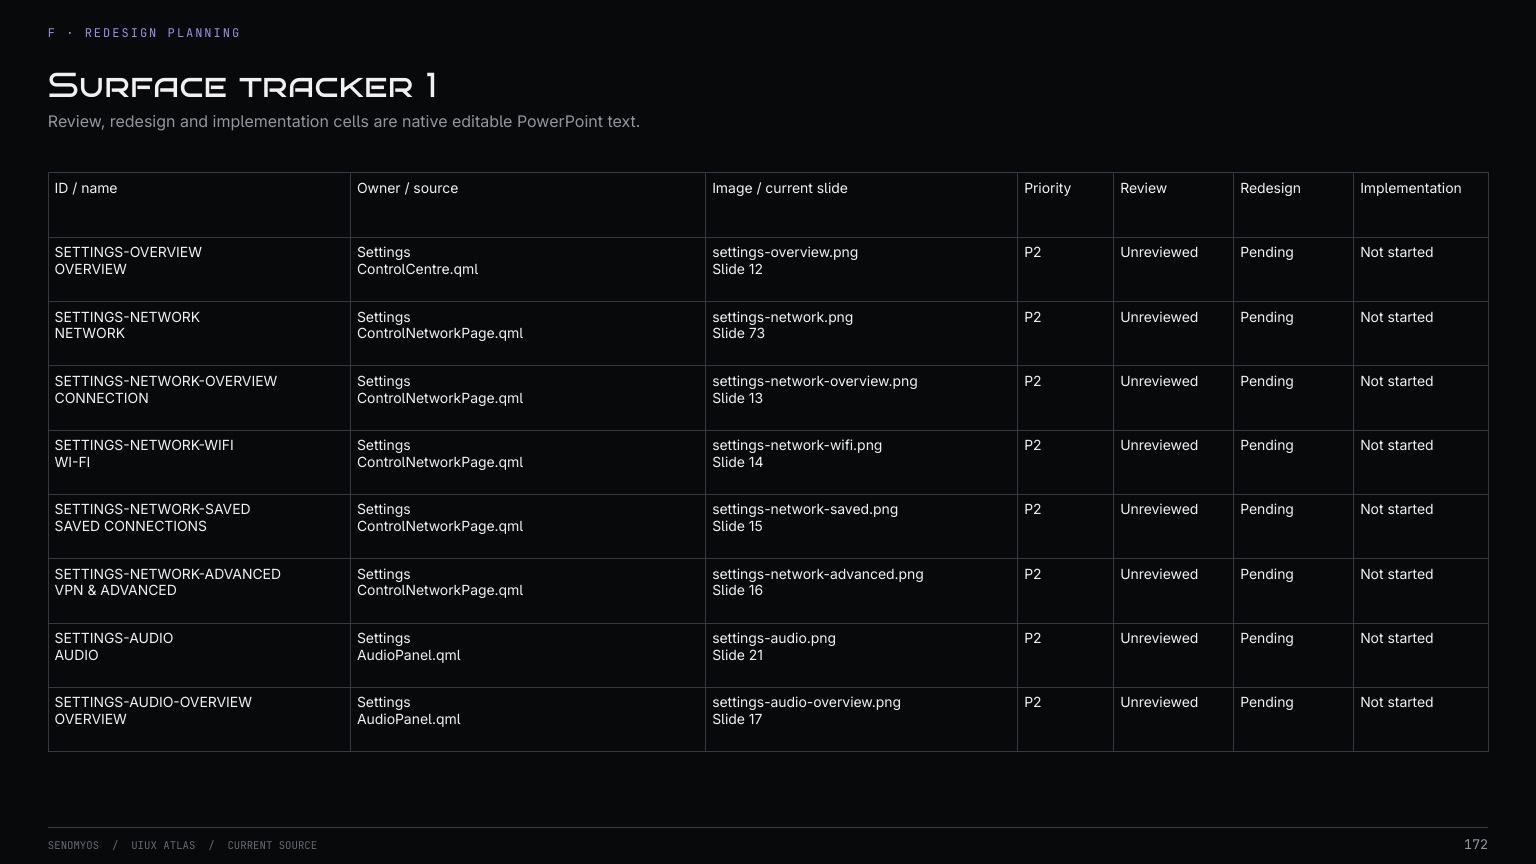 F · REDESIGN PLANNING
Surface tracker 1
Review, redesign and implementation cells are native editable PowerPoint text.
ID / name Owner / source Image / current slide Priority Review Redesign Implementation
SETTINGS-OVERVIEW Settings settings-overview.png P2 Unreviewed Pending Not started
OVERVIEW ControlCentre.qml Slide 12
SETTINGS-NETWORK Settings settings-network.png P2 Unreviewed Pending Not started
NETWORK ControlNetworkPage.qml Slide 73
SETTINGS-NETWORK-OVERVIEW Settings settings-network-overview.png P2 Unreviewed Pending Not started
CONNECTION ControlNetworkPage.qml Slide 13
SETTINGS-NETWORK-WIFI Settings settings-network-wifi.png P2 Unreviewed Pending Not started
WI-FI ControlNetworkPage.qml Slide 14
SETTINGS-NETWORK-SAVED Settings settings-network-saved.png P2 Unreviewed Pending Not started
SAVED CONNECTIONS ControlNetworkPage.qml Slide 15
SETTINGS-NETWORK-ADVANCED Settings settings-network-advanced.png P2 Unreviewed Pending Not started
VPN & ADVANCED ControlNetworkPage.qml Slide 16
SETTINGS-AUDIO Settings settings-audio.png P2 Unreviewed Pending Not started
AUDIO AudioPanel.qml Slide 21
SETTINGS-AUDIO-OVERVIEW Settings settings-audio-overview.png P2 Unreviewed Pending Not started
OVERVIEW AudioPanel.qml Slide 17
SENOMYOS / UIUX ATLAS / CURRENT SOURCE 172